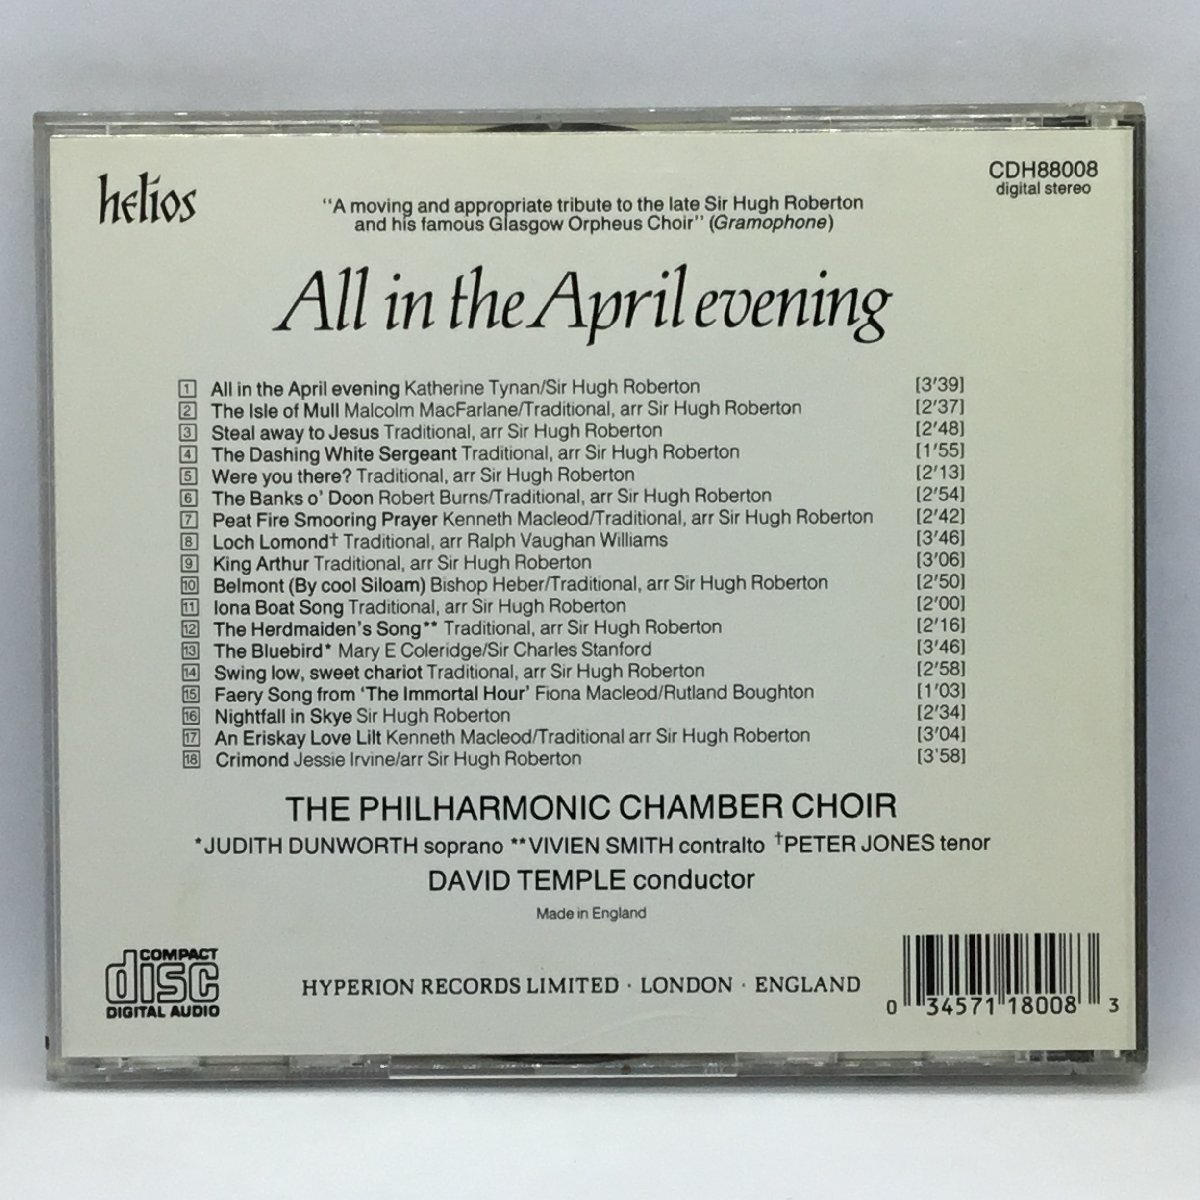 helios
CDH88008
digital stereo
"A moving and appropriate tribute to the late Sir Hugh Roberton
and his famous Glasgow Orpheus Choir" (Gramophone)
All in the April evening
1 All in the April evening Katherine Tynan/Sir Hugh Roberton [3'39]
2 The Isle of Mull Malcolm MacFarlane/Traditional, arr Sir Hugh Roberton [2'37]
3 Steal away to Jesus Traditional, arr Sir Hugh Roberton [2'48]
4 The Dashing White Sergeant Traditional, arr Sir Hugh Roberton [1'55]
5 Were you there? Traditional, arr Sir Hugh Roberton [2'13]
6 The Banks o' Doon Robert Burns/Traditional, arr Sir Hugh Roberton [2'54]
7 Peat Fire Smooring Prayer Kenneth Macleod/Traditional, arr Sir Hugh Roberton [2'42]
8 Loch Lomond† Traditional, arr Ralph Vaughan Williams [3'46]
9 King Arthur Traditional, arr Sir Hugh Roberton [3'06]
10 Belmont (By cool Siloam) Bishop Heber/Traditional, arr Sir Hugh Roberton [2'50]
11 Iona Boat Song Traditional, arr Sir Hugh Roberton [2'00]
12 The Herdmaiden's Song** Traditional, arr Sir Hugh Roberton [2'16]
13 The Bluebird* Mary E Coleridge/Sir Charles Stanford [3'46]
14 Swing low, sweet chariot Traditional, arr Sir Hugh Roberton [2'58]
15 Faery Song from 'The Immortal Hour' Fiona Macleod/Rutland Boughton [1'03]
16 Nightfall in Skye Sir Hugh Roberton [2'34]
17 An Eriskay Love Lilt Kenneth Macleod/Traditional arr Sir Hugh Roberton [3'04]
18 Crimond Jessie Irvine/arr Sir Hugh Roberton [3'58]
THE PHILHARMONIC CHAMBER CHOIR
*JUDITH DUNWORTH soprano **VIVIEN SMITH contralto †PETER JONES tenor
DAVID TEMPLE conductor
Made in England
COMPACT
disc
DIGITAL AUDIO
HYPERION RECORDS LIMITED · LONDON · ENGLAND
0 34571 18008 3